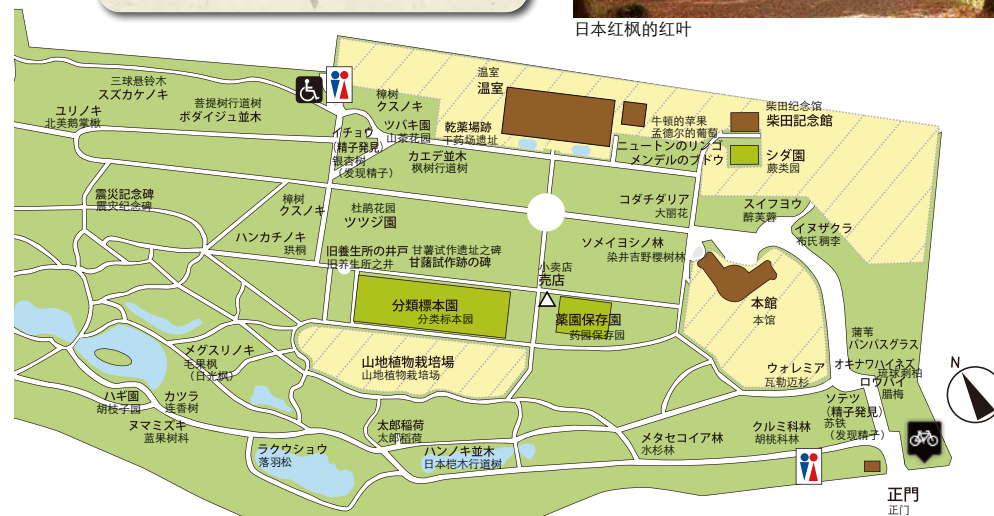 日本红枫的红叶
三球悬铃木
スズカケノキ
ユリノキ
北美鹅掌楸
菩提树行道树
ボダイジュ並木
樟树
クスノキ
ツバキ園
山茶花园
イチョウ
(精子発見)
银杏树
(发现精子)
温室
温室
乾薬場跡
干药场遗址
カエデ並木
枫树行道树
牛顿的苹果
孟德尔的葡萄
ニュートンのリンゴ
メンデルのブドウ
柴田纪念馆
柴田記念館
シダ園
蕨类园
震災記念碑
震灾纪念碑
樟树
クスノキ
杜鹃花园
ツツジ園
コダチダリア
大丽花
スイフヨウ
醉芙蓉
イヌザクラ
布氏稠李
ハンカチノキ
珙桐
旧養生所の井戸
旧养生所之井
甘薯试作遗址之碑
甘諸試作跡の碑
ソメイヨシノ林
染井吉野樱树林
小卖店
売店
分類標本園
分类标本园
薬園保存園
药园保存园
本館
本馆
メグスリノキ
毛果枫
(日光枫)
山地植物栽培場
山地植物栽培场
ウォレミア
瓦勒迈杉
蒲苇
パンパスグラス
オキナワハイネズ
琉球刺柏
ロウバイ
腊梅
ハギ園
胡枝子园
カツラ
连香树
ヌマミズキ
蓝果树科
太郎稲荷
太郎稻荷
ソテツ
(精子発見)
苏铁
(发现精子)
ラクウショウ
落羽松
ハンノキ並木
日本桤木行道树
メタセコイア林
水杉林
クルミ科林
胡桃科林
正門
正门
N